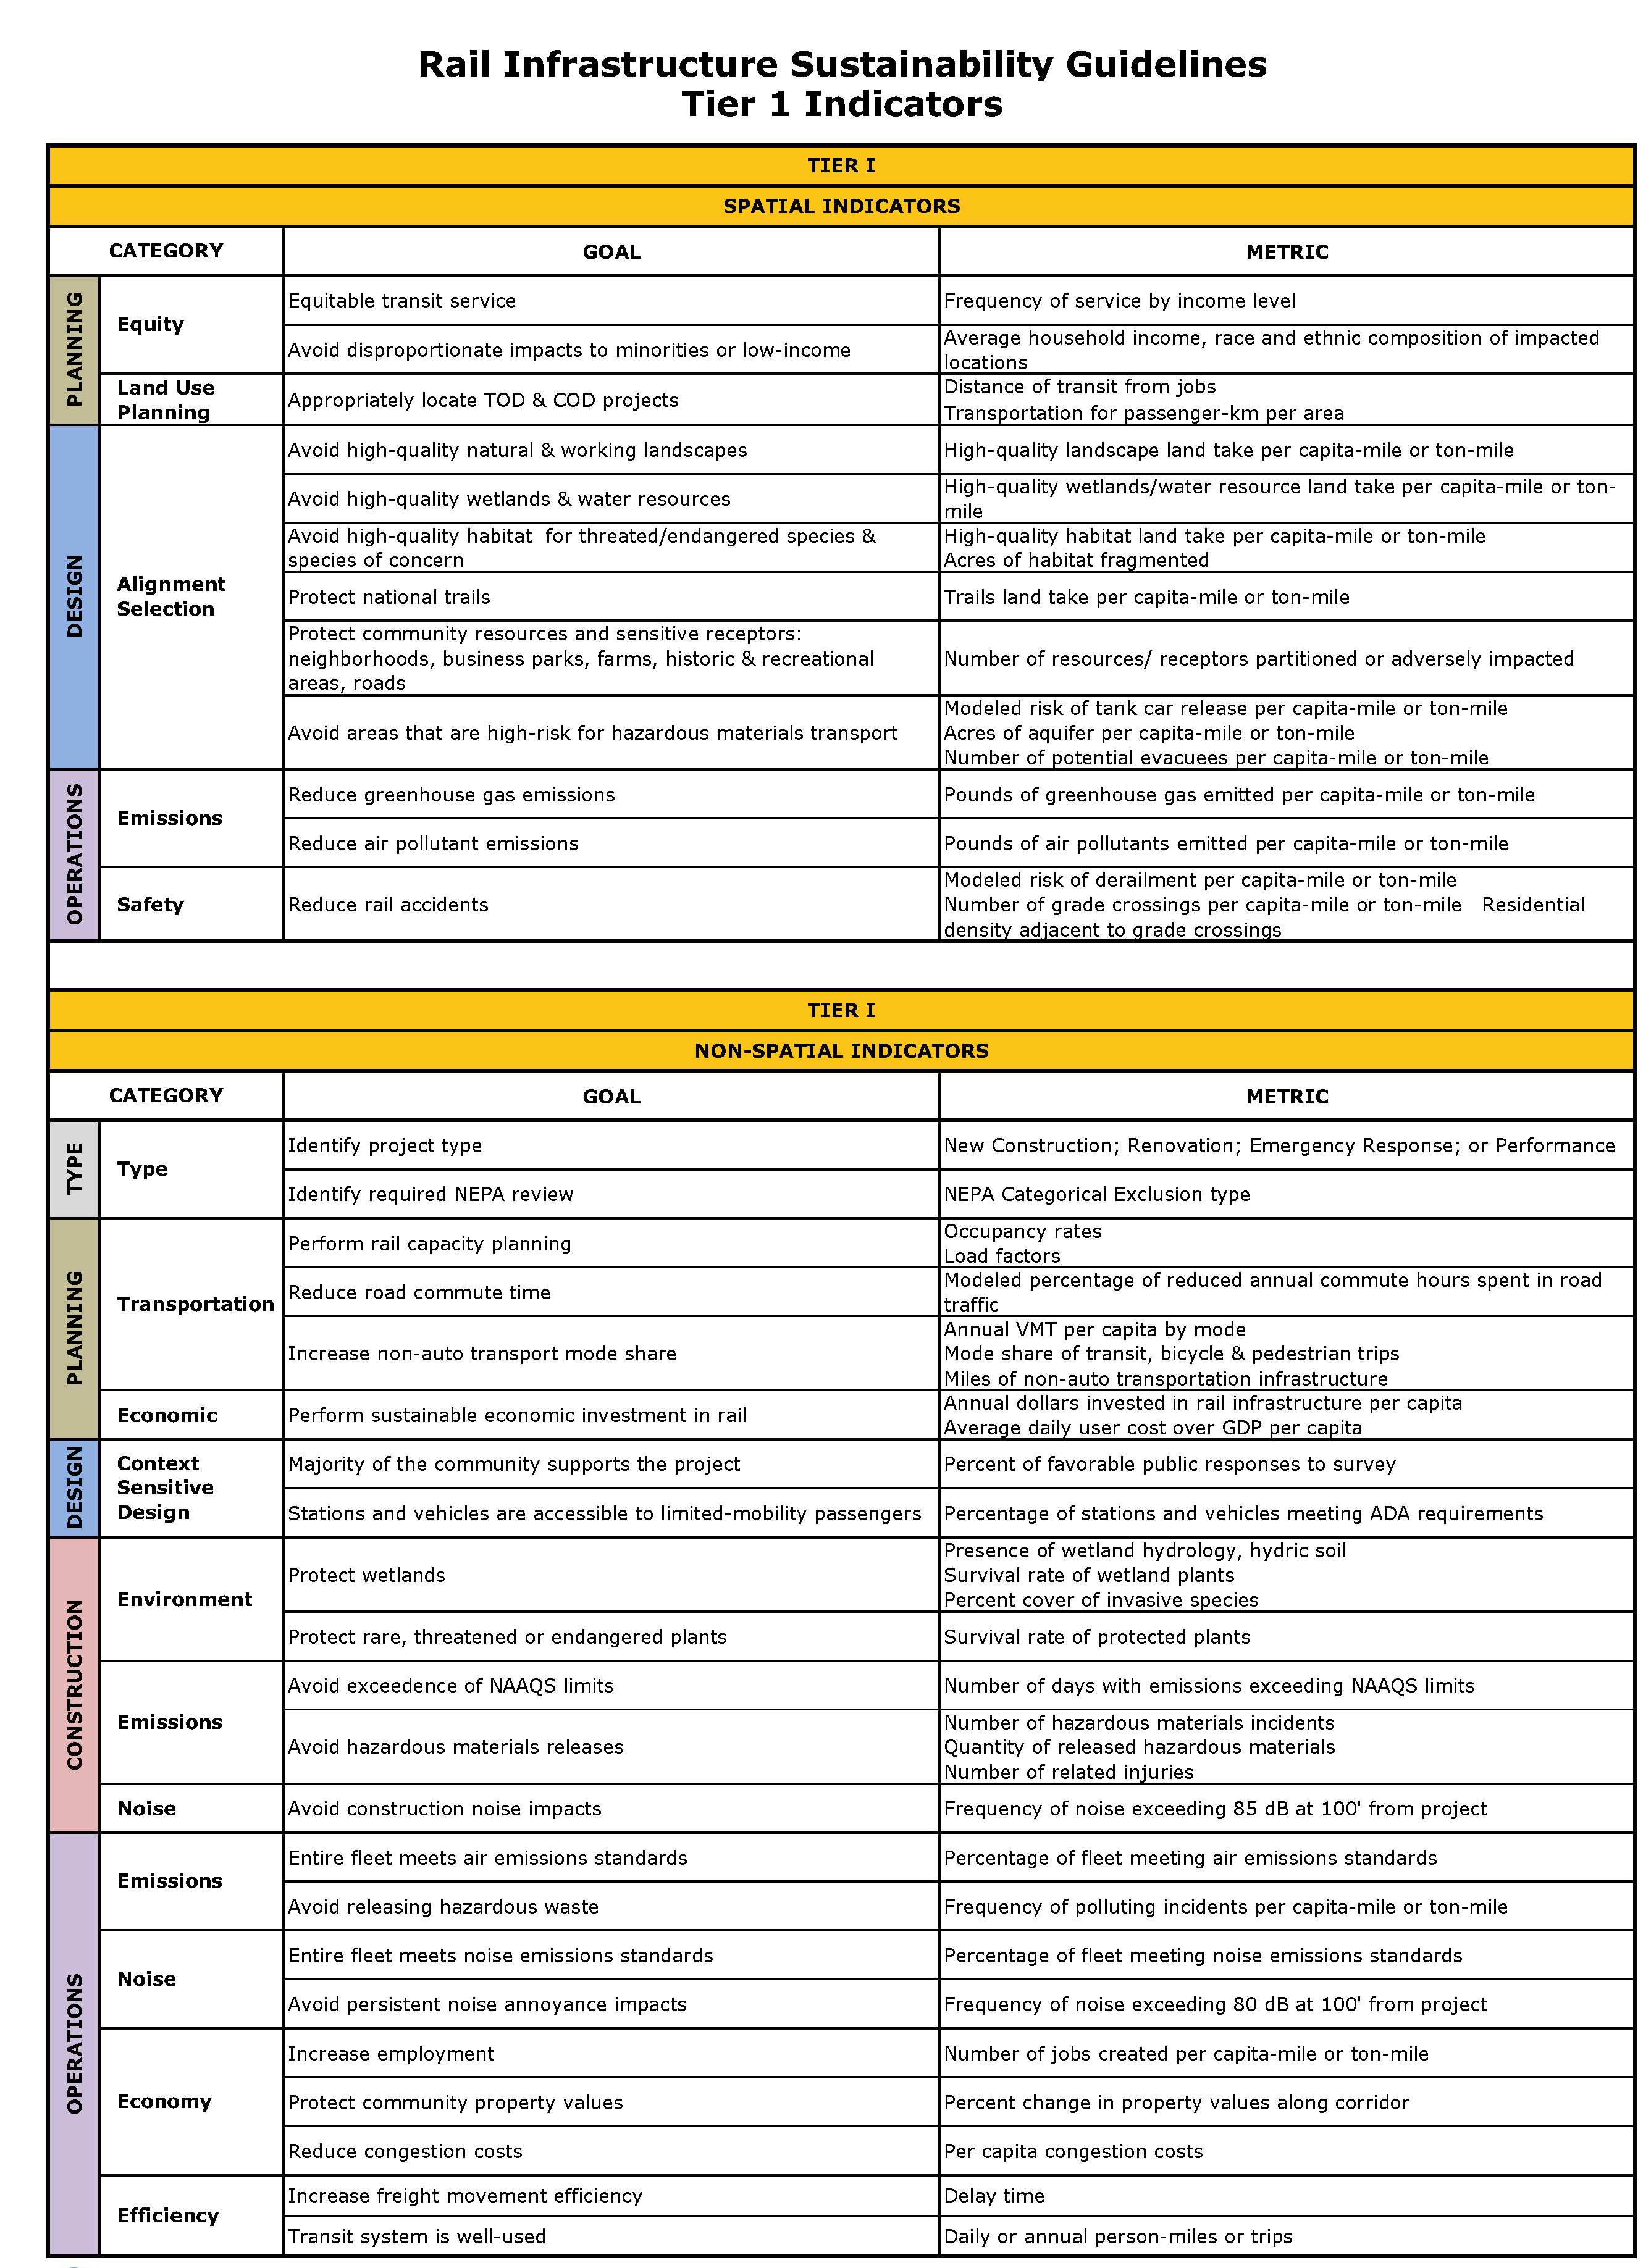 Rail Infrastructure Sustainability Guidelines
Tier 1 Indicators
TIER I
SPATIAL INDICATORS
CATEGORY
GOAL
METRIC
PLANNING
Equity
Equitable transit service
Frequency of service by income level
Avoid disproportionate impacts to minorities or low-income
Average household income, race and ethnic composition of impacted
locations
Land Use
Planning
Appropriately locate TOD & COD projects
Distance of transit from jobs
Transportation for passenger-km per area
DESIGN
Alignment
Selection
Avoid high-quality natural & working landscapes
High-quality landscape land take per capita-mile or ton-mile
Avoid high-quality wetlands & water resources
High-quality wetlands/water resource land take per capita-mile or ton-
mile
Avoid high-quality habitat  for threated/endangered species &
species of concern
High-quality habitat land take per capita-mile or ton-mile
Acres of habitat fragmented
Protect national trails
Trails land take per capita-mile or ton-mile
Protect community resources and sensitive receptors:
neighborhoods, business parks, farms, historic & recreational
areas, roads
Number of resources/ receptors partitioned or adversely impacted
Avoid areas that are high-risk for hazardous materials transport
Modeled risk of tank car release per capita-mile or ton-mile
Acres of aquifer per capita-mile or ton-mile
Number of potential evacuees per capita-mile or ton-mile
OPERATIONS
Emissions
Reduce greenhouse gas emissions
Pounds of greenhouse gas emitted per capita-mile or ton-mile
Reduce air pollutant emissions
Pounds of air pollutants emitted per capita-mile or ton-mile
Safety
Reduce rail accidents
Modeled risk of derailment per capita-mile or ton-mile
Number of grade crossings per capita-mile or ton-mile   Residential
density adjacent to grade crossings
TIER I
NON-SPATIAL INDICATORS
CATEGORY
GOAL
METRIC
TYPE
Type
Identify project type
New Construction; Renovation; Emergency Response; or Performance
Identify required NEPA review
NEPA Categorical Exclusion type
PLANNING
Transportation
Perform rail capacity planning
Occupancy rates
Load factors
Reduce road commute time
Modeled percentage of reduced annual commute hours spent in road
traffic
Increase non-auto transport mode share
Annual VMT per capita by mode
Mode share of transit, bicycle & pedestrian trips
Miles of non-auto transportation infrastructure
Economic
Perform sustainable economic investment in rail
Annual dollars invested in rail infrastructure per capita
Average daily user cost over GDP per capita
DESIGN
Context
Sensitive
Design
Majority of the community supports the project
Percent of favorable public responses to survey
Stations and vehicles are accessible to limited-mobility passengers
Percentage of stations and vehicles meeting ADA requirements
CONSTRUCTION
Environment
Protect wetlands
Presence of wetland hydrology, hydric soil
Survival rate of wetland plants
Percent cover of invasive species
Protect rare, threatened or endangered plants
Survival rate of protected plants
Emissions
Avoid exceedence of NAAQS limits
Number of days with emissions exceeding NAAQS limits
Avoid hazardous materials releases
Number of hazardous materials incidents
Quantity of released hazardous materials
Number of related injuries
Noise
Avoid construction noise impacts
Frequency of noise exceeding 85 dB at 100' from project
OPERATIONS
Emissions
Entire fleet meets air emissions standards
Percentage of fleet meeting air emissions standards
Avoid releasing hazardous waste
Frequency of polluting incidents per capita-mile or ton-mile
Noise
Entire fleet meets noise emissions standards
Percentage of fleet meeting noise emissions standards
Avoid persistent noise annoyance impacts
Frequency of noise exceeding 80 dB at 100' from project
Economy
Increase employment
Number of jobs created per capita-mile or ton-mile
Protect community property values
Percent change in property values along corridor
Reduce congestion costs
Per capita congestion costs
Efficiency
Increase freight movement efficiency
Delay time
Transit system is well-used
Daily or annual person-miles or trips